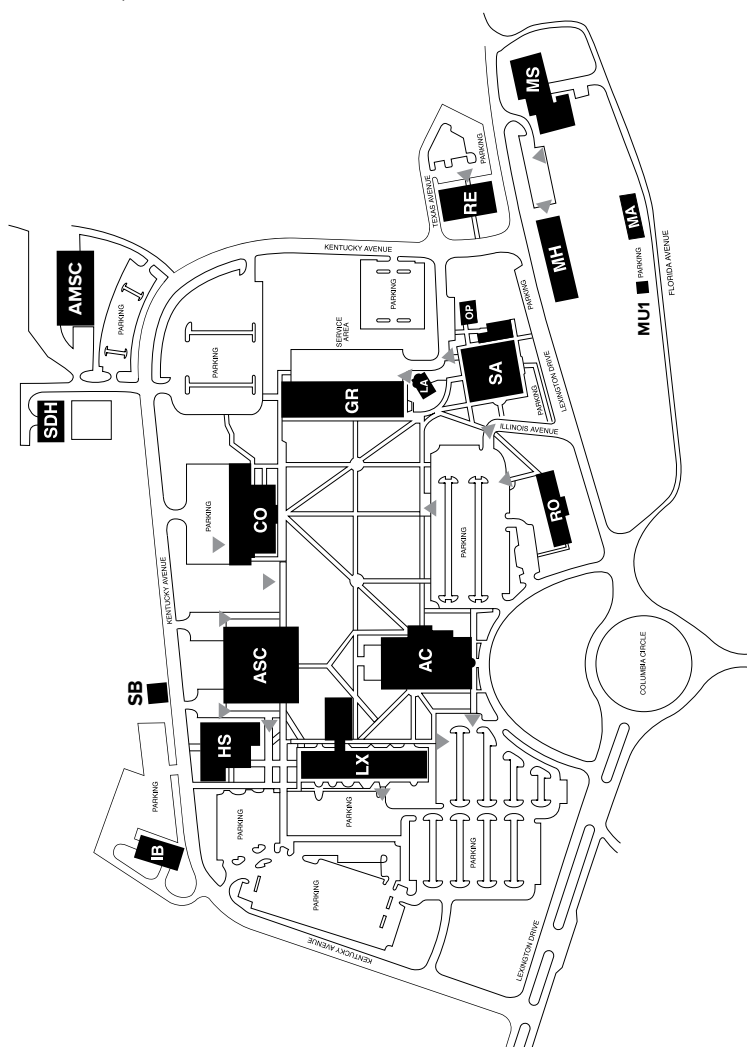 MS
PARKING
TEXAS AVENUE
RE
MA
KENTUCKY AVENUE
MH
AMSC
PARKING
FLORIDA AVENUE
PARKING
PARKING
MU1
PARKING
OP
SERVICE
AREA
PARKING
LEXINGTON DRIVE
SA
LA
GR
PARKING
SDH
ILLINOIS AVENUE
RO
CO
PARKING
PARKING
KENTUCKY AVENUE
ASC
AC
COLUMBIA CIRCLE
SB
HS
LX
PARKING
PARKING
PARKING
IB
PARKING
PARKING
KENTUCKY AVENUE
LEXINGTON DRIVE